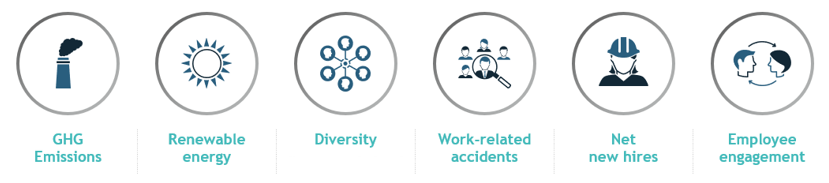 GHG
Emissions
Renewable
energy
Diversity
Work-related
accidents
Net
new hires
Employee
engagement